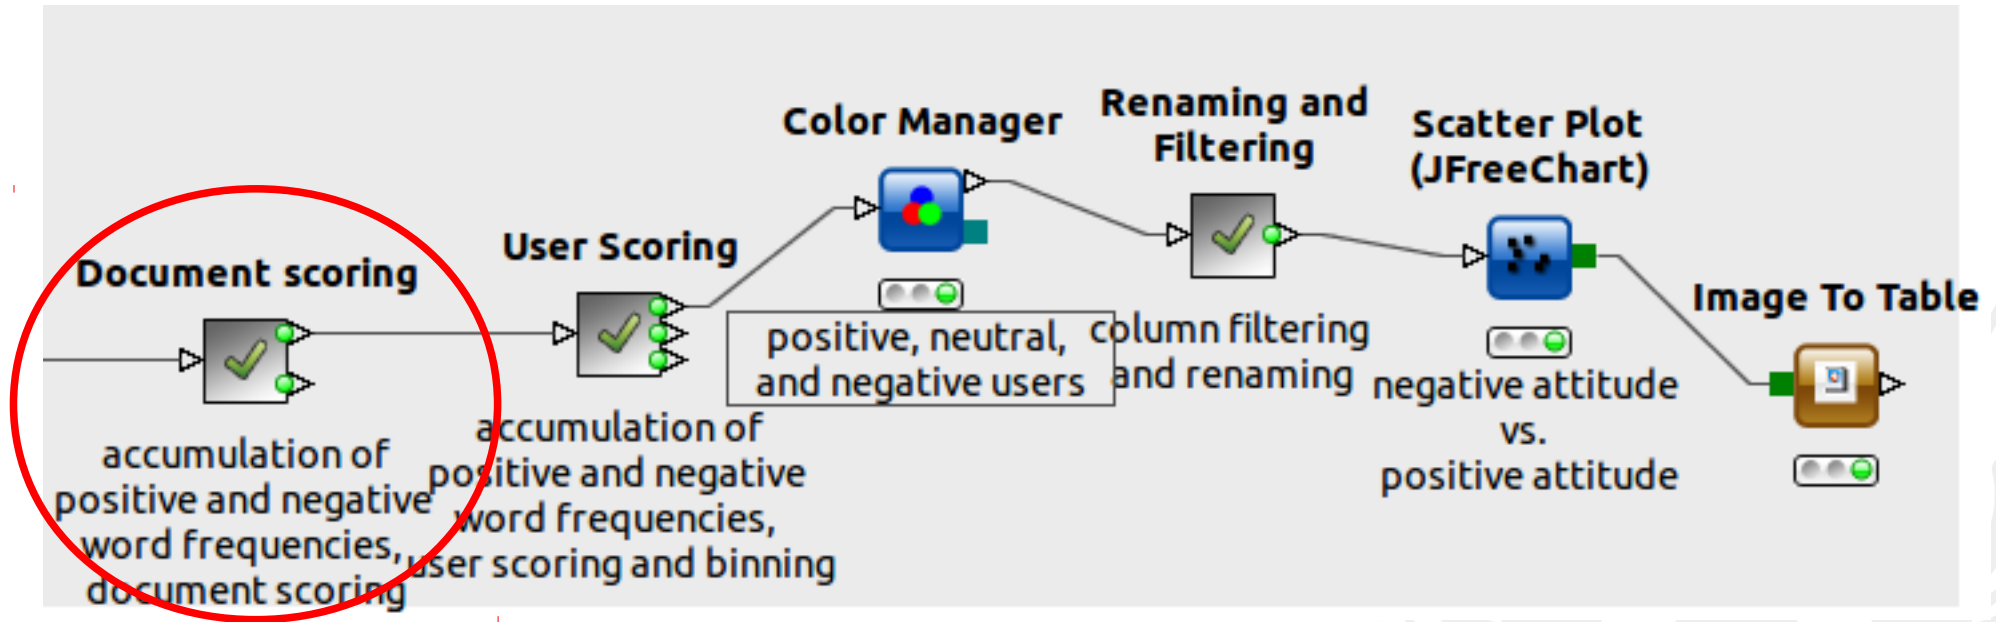 Document scoring
accumulation of
positive and negative
word frequencies,
document scoring
User Scoring
accumulation of
positive and negative
word frequencies,
user scoring and binning
Color Manager
positive, neutral,
and negative users
Renaming and
Filtering
column filtering
and renaming
Scatter Plot
(JFreeChart)
negative attitude
vs.
positive attitude
Image To Table